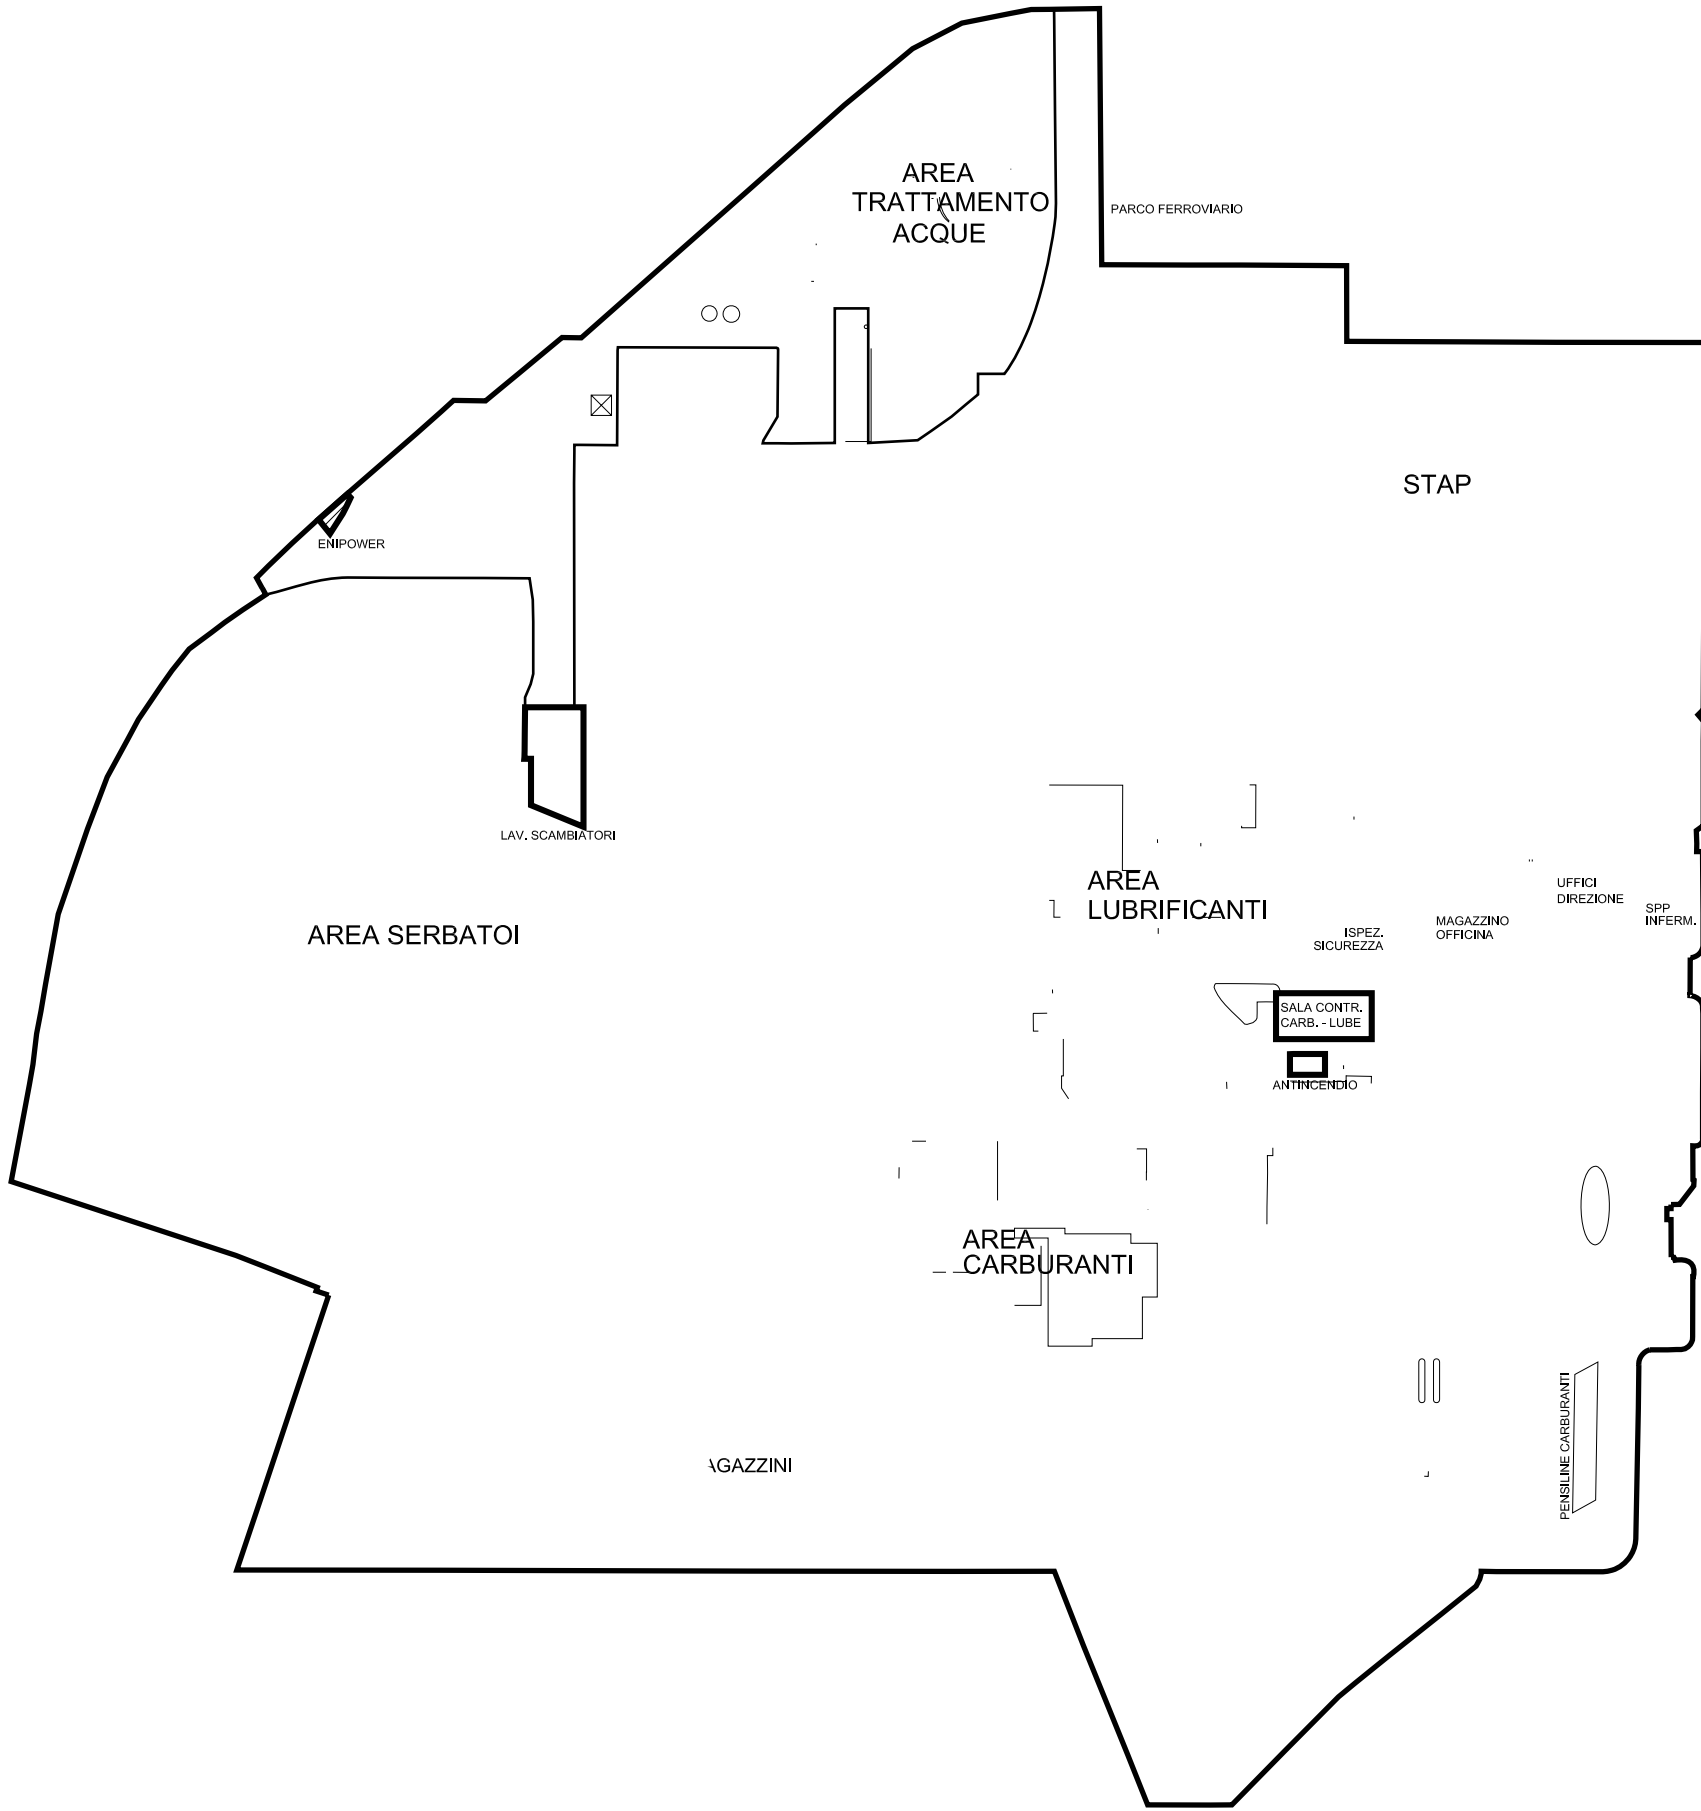 AREA
TRATTAMENTO
ACQUE
PARCO FERROVIARIO
STAP
ENIPOWER
LAV. SCAMBIATORI
AREA SERBATOI
AREA
LUBRIFICANTI
UFFICI
DIREZIONE
SPP
INFERM.
MAGAZZINO
OFFICINA
ISPEZ.
SICUREZZA
SALA CONTR.
CARB. - LUBE
ANTINCENDIO
AREA
CARBURANTI
PENSILINE CARBURANTI
AGAZZINI